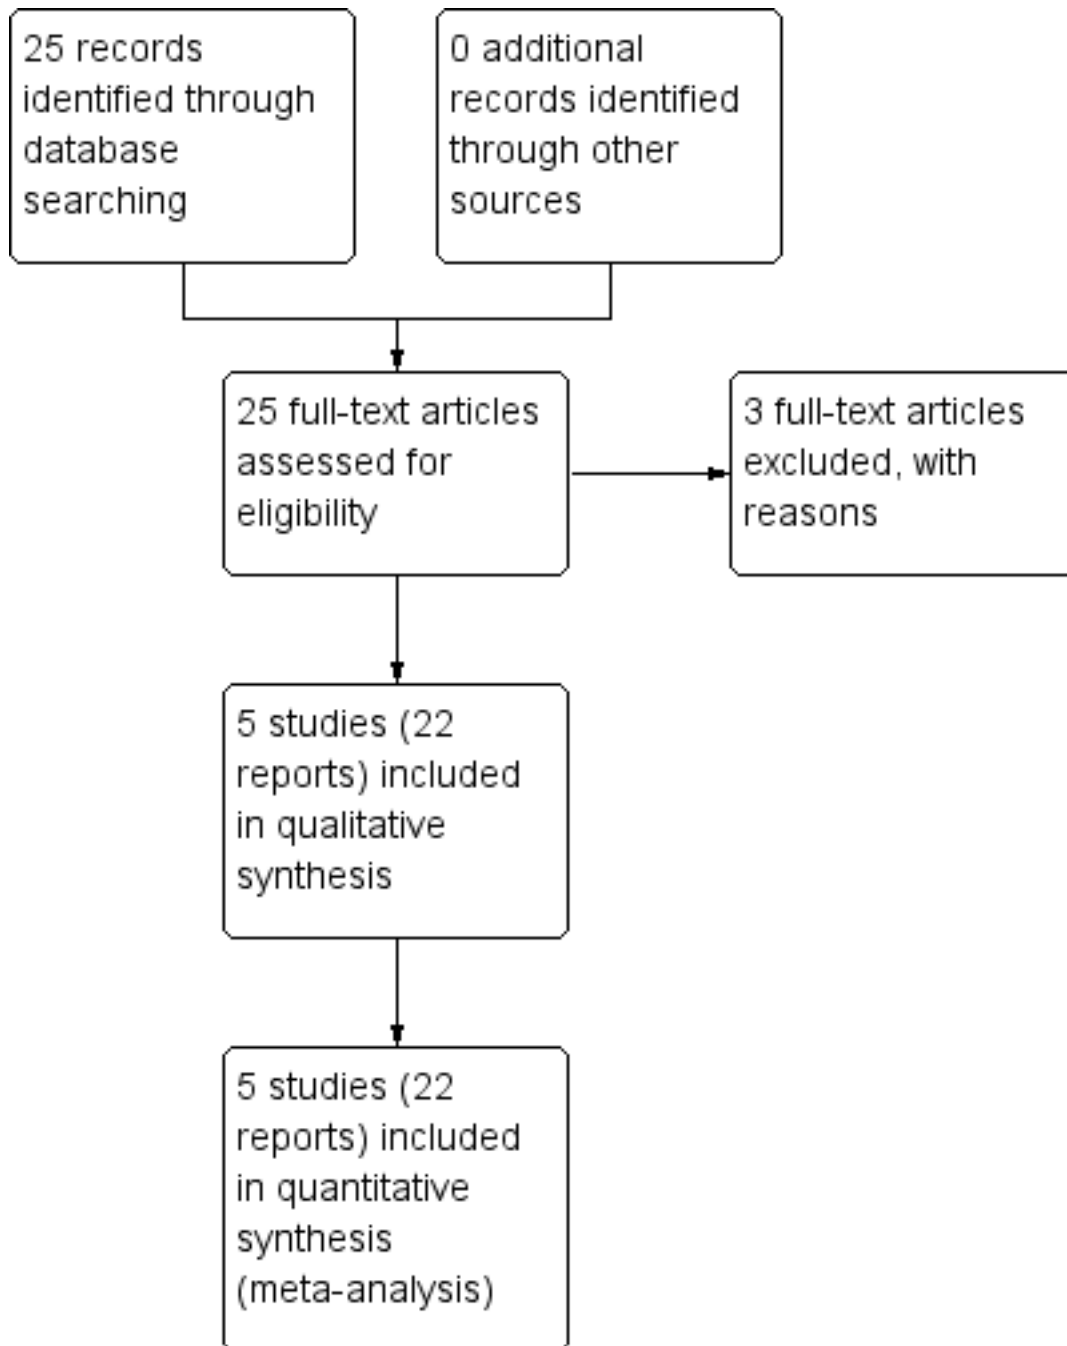 25 records
identified through
database
searching
0 additional
records identified
through other
sources
25 full-text articles
assessed for
eligibility
3 full-text articles
excluded, with
reasons
5 studies (22
reports) included
in qualitative
synthesis
5 studies (22
reports) included
in quantitative
synthesis
(meta-analysis)